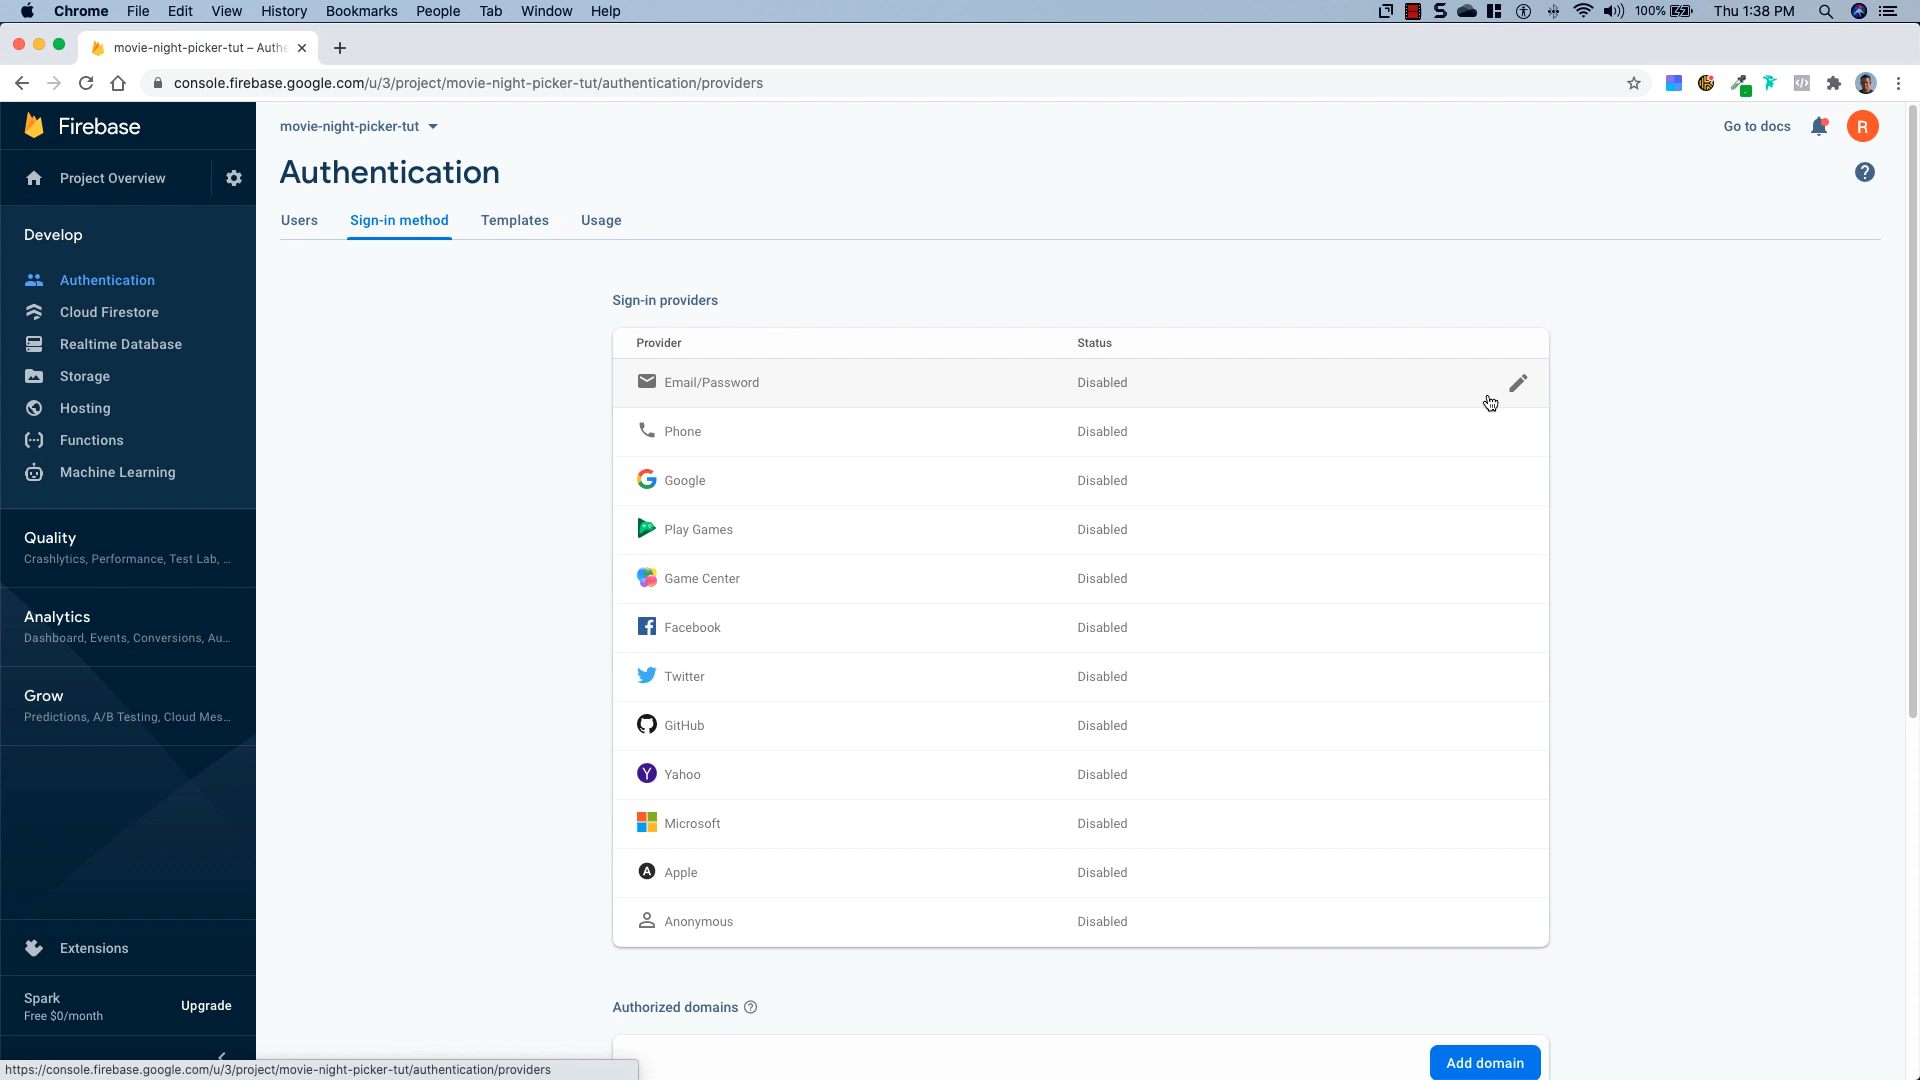 Chrome File Edit View History Bookmarks People Tab Window Help 100% Thu 1:38 PM
movie-night-picker-tut – Authe
console.firebase.google.com/u/3/project/movie-night-picker-tut/authentication/providers
Firebase
Project Overview
Develop
Authentication
Cloud Firestore
Realtime Database
Storage
Hosting
Functions
Machine Learning
Quality
Crashlytics, Performance, Test Lab, ...
Analytics
Dashboard, Events, Conversions, Au...
Grow
Predictions, A/B Testing, Cloud Mes...
Extensions
Spark
Free $0/month
Upgrade
movie-night-picker-tut
Go to docs
R
Authentication
?
Users Sign-in method Templates Usage
Sign-in providers
Provider Status
Email/Password Disabled
Phone Disabled
Google Disabled
Play Games Disabled
Game Center Disabled
Facebook Disabled
Twitter Disabled
GitHub Disabled
Yahoo Disabled
Microsoft Disabled
Apple Disabled
Anonymous Disabled
Authorized domains ?
Add domain
https://console.firebase.google.com/u/3/project/movie-night-picker-tut/authentication/providers